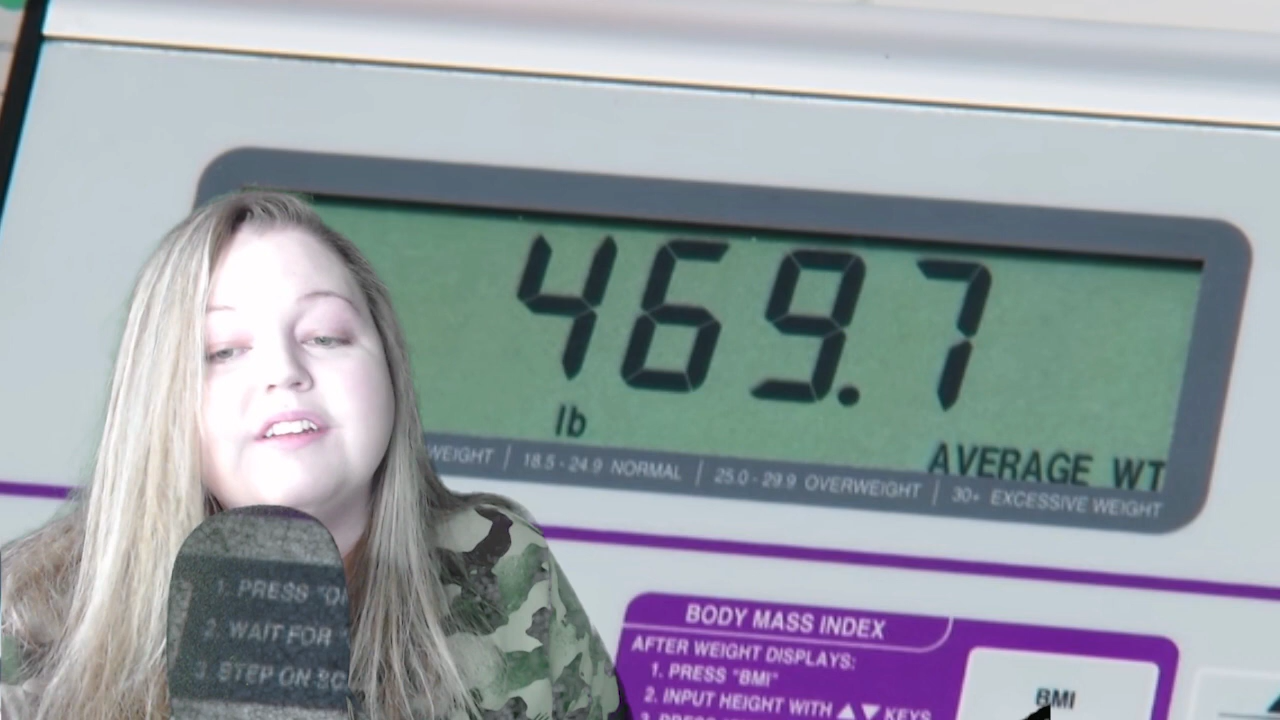 469.7
lb
AVERAGE WT
WEIGHT | 18.5 - 24.9 NORMAL | 25.0 - 29.9 OVERWEIGHT | 30+ EXCESSIVE WEIGHT
BODY MASS INDEX
AFTER WEIGHT DISPLAYS:
1. PRESS "BMI"
2. INPUT HEIGHT WITH ▲▼ KEYS
BMI
1. PRESS "O
2. WAIT FOR "
3. STEP ON SC